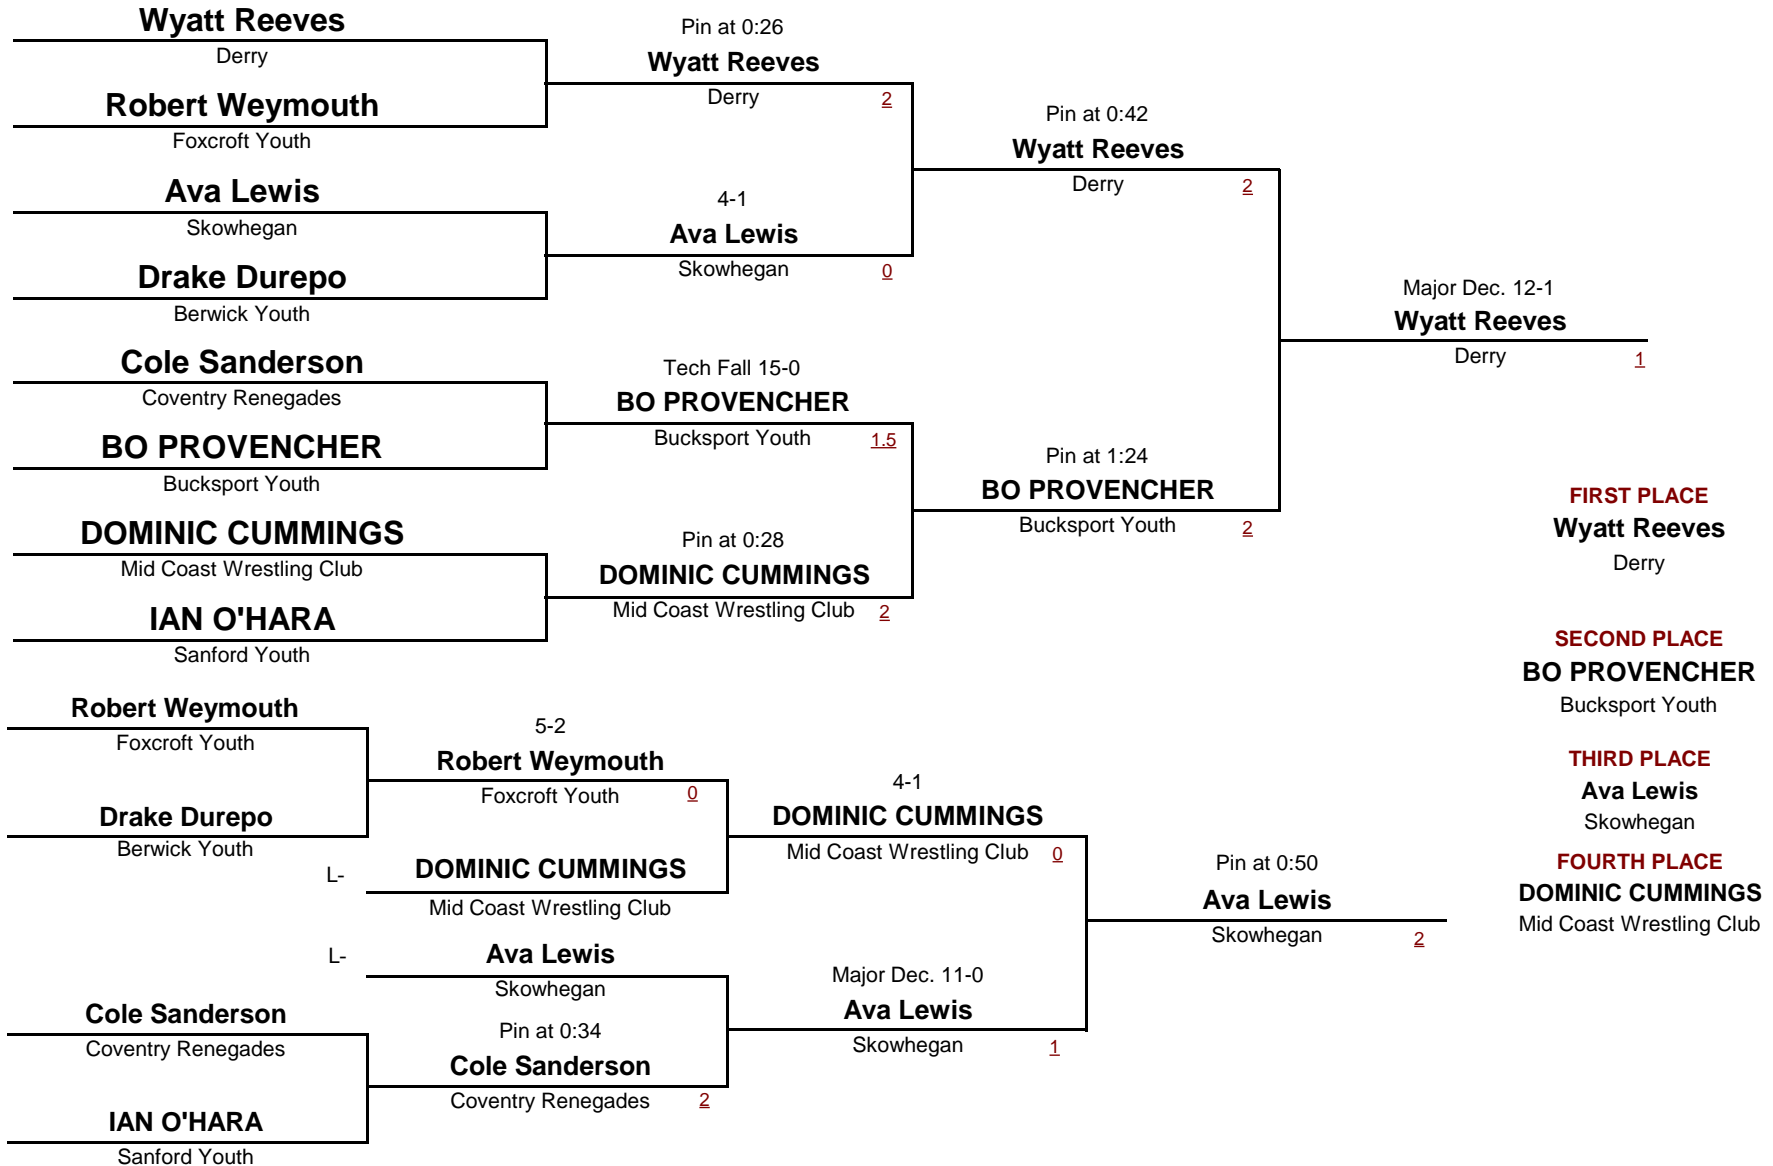 Wyatt Reeves
Derry
Robert Weymouth
Foxcroft Youth
Ava Lewis
Skowhegan
Drake Durepo
Berwick Youth
Cole Sanderson
Coventry Renegades
BO PROVENCHER
Bucksport Youth
DOMINIC CUMMINGS
Mid Coast Wrestling Club
IAN O'HARA
Sanford Youth
Pin at 0:26
Wyatt Reeves
Derry 2
4-1
Ava Lewis
Skowhegan 0
Tech Fall 15-0
BO PROVENCHER
Bucksport Youth 1.5
Pin at 0:28
DOMINIC CUMMINGS
Mid Coast Wrestling Club 2
Pin at 0:42
Wyatt Reeves
Derry 2
Pin at 1:24
BO PROVENCHER
Bucksport Youth 2
Major Dec. 12-1
Wyatt Reeves
Derry 1
Robert Weymouth
Foxcroft Youth
Drake Durepo
Berwick Youth
Cole Sanderson
Coventry Renegades
IAN O'HARA
Sanford Youth
5-2
Robert Weymouth
Foxcroft Youth 0
L- DOMINIC CUMMINGS
Mid Coast Wrestling Club
L- Ava Lewis
Skowhegan
Pin at 0:34
Cole Sanderson
Coventry Renegades 2
4-1
DOMINIC CUMMINGS
Mid Coast Wrestling Club 0
Major Dec. 11-0
Ava Lewis
Skowhegan 1
Pin at 0:50
Ava Lewis
Skowhegan 2
FIRST PLACE
Wyatt Reeves
Derry
SECOND PLACE
BO PROVENCHER
Bucksport Youth
THIRD PLACE
Ava Lewis
Skowhegan
FOURTH PLACE
DOMINIC CUMMINGS
Mid Coast Wrestling Club